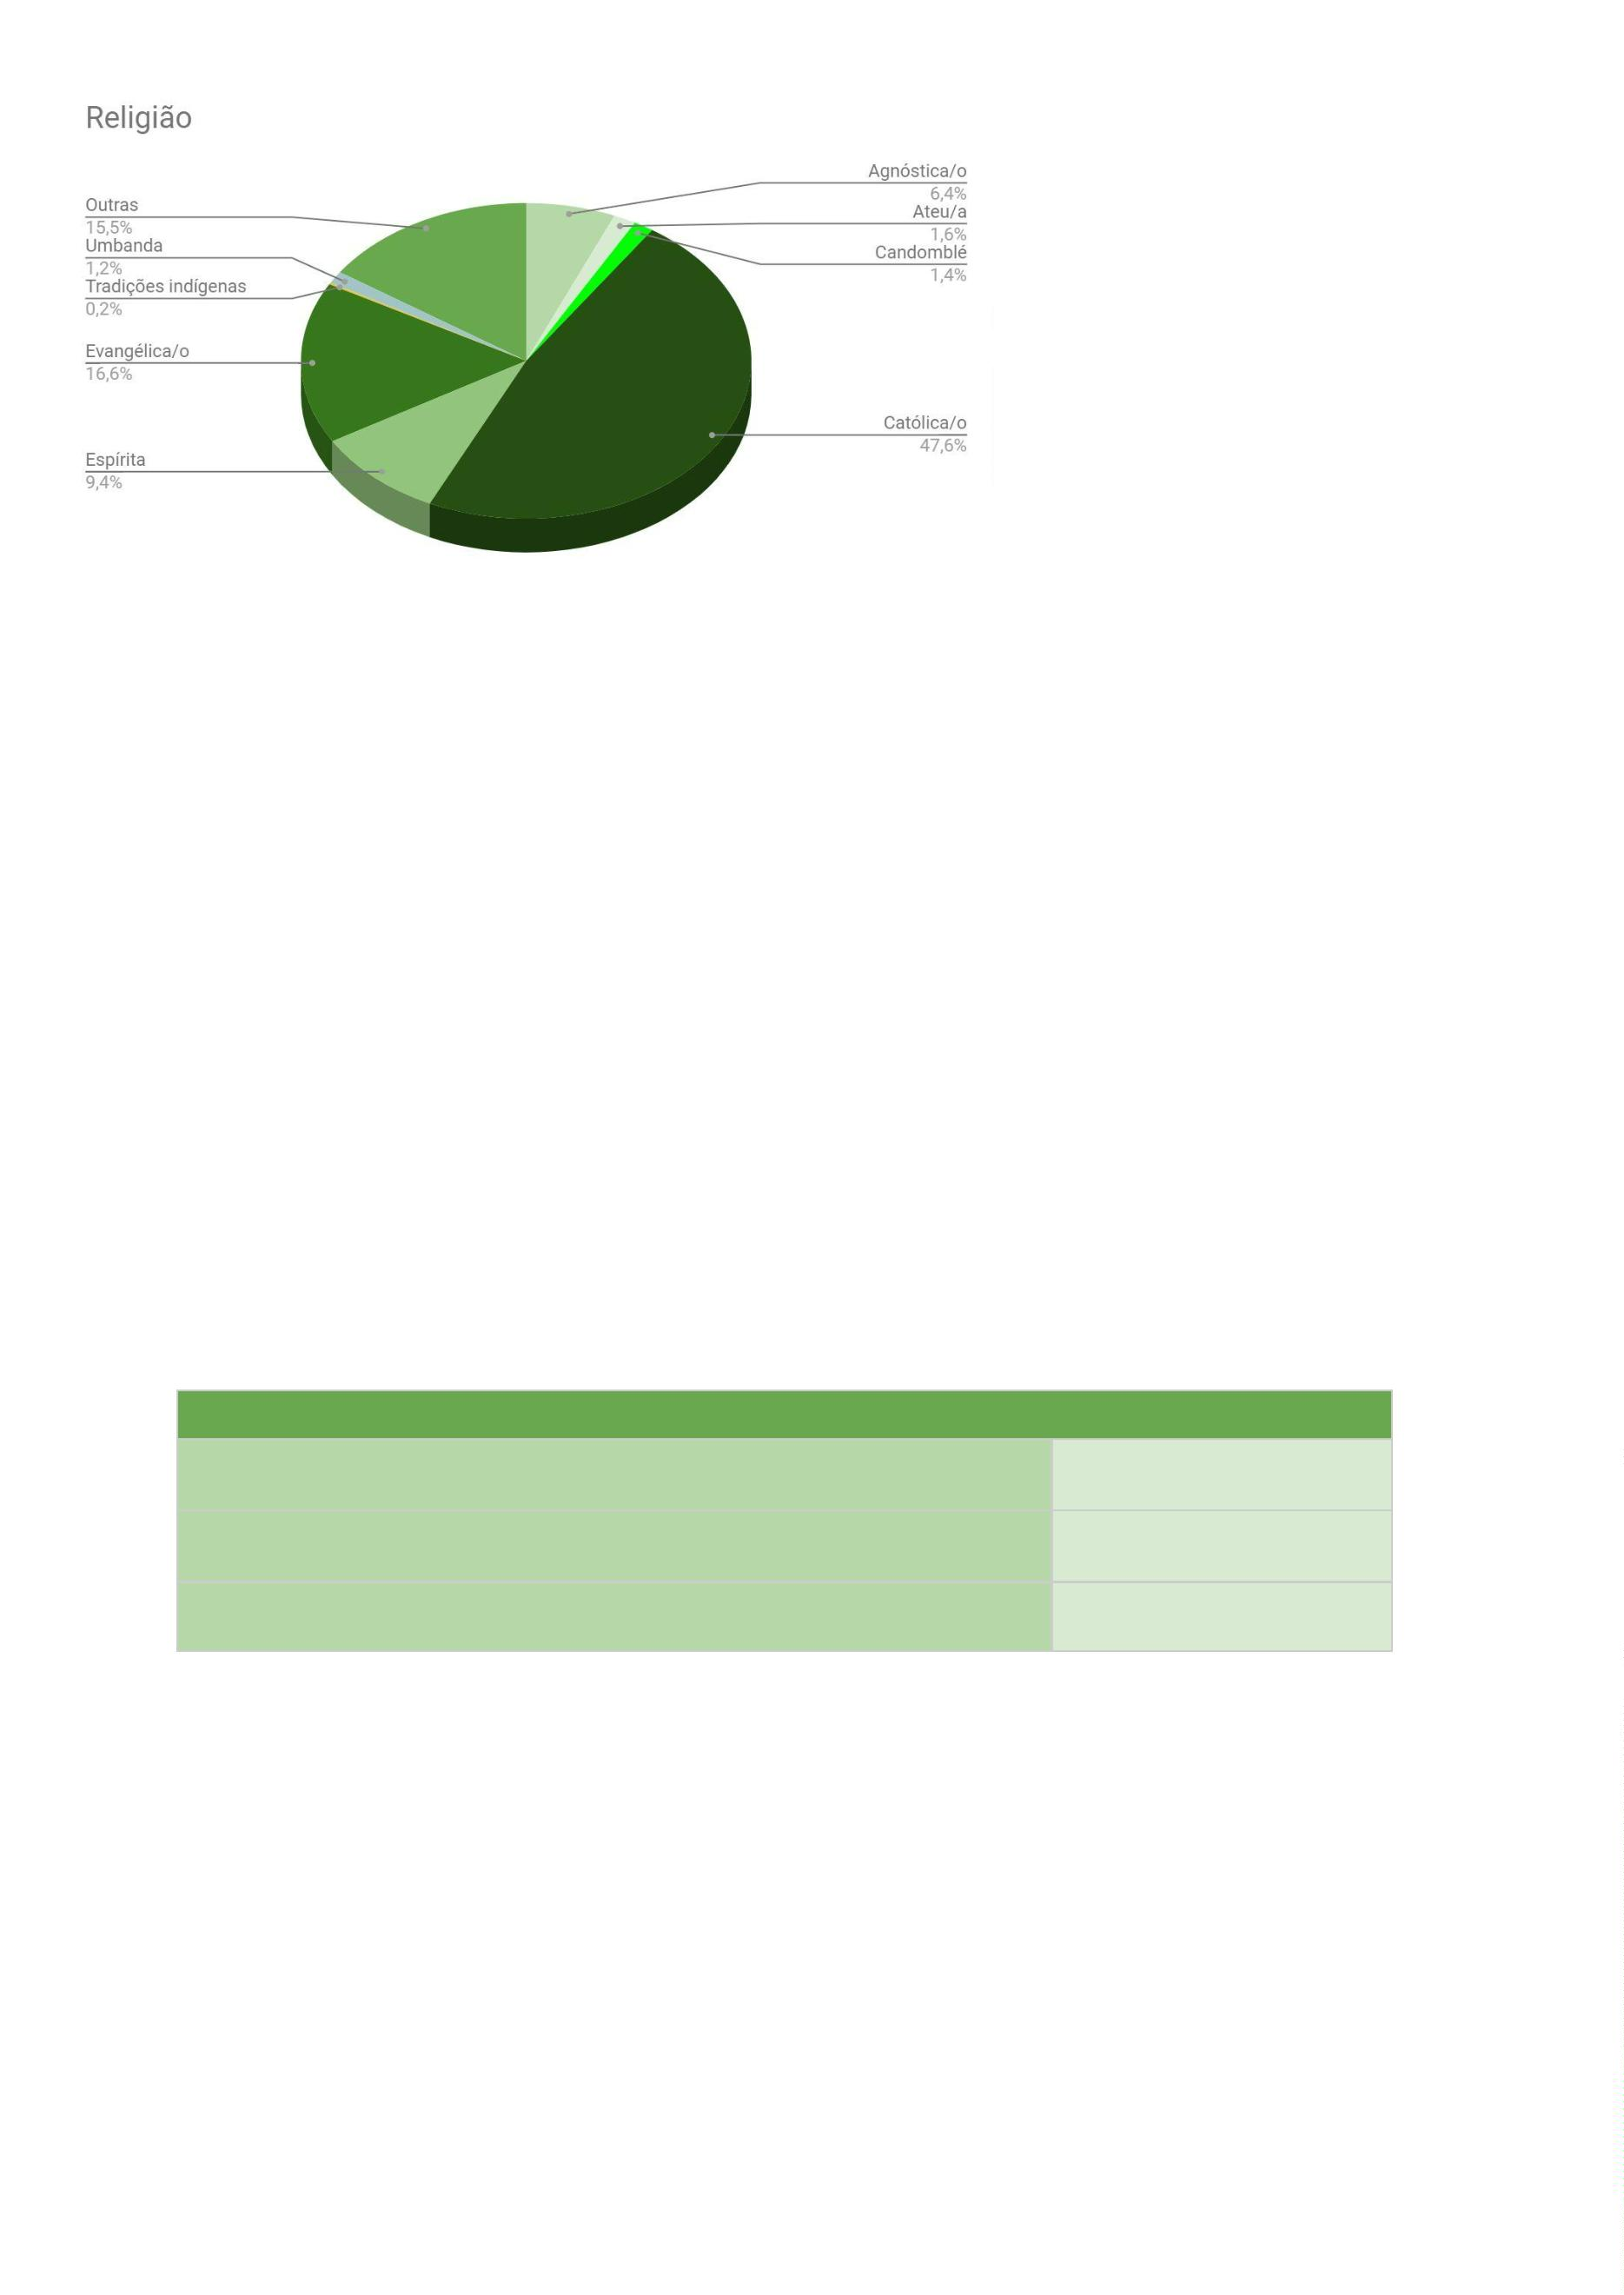 Religião
Outras
15,5%
Umbanda
1,2%
Tradições indígenas
0,2%
Evangélica/o
16,6%
Espírita
9,4%
Agnóstica/o
6,4%
Ateu/a
1,6%
Candomblé
1,4%
Católica/o
47,6%